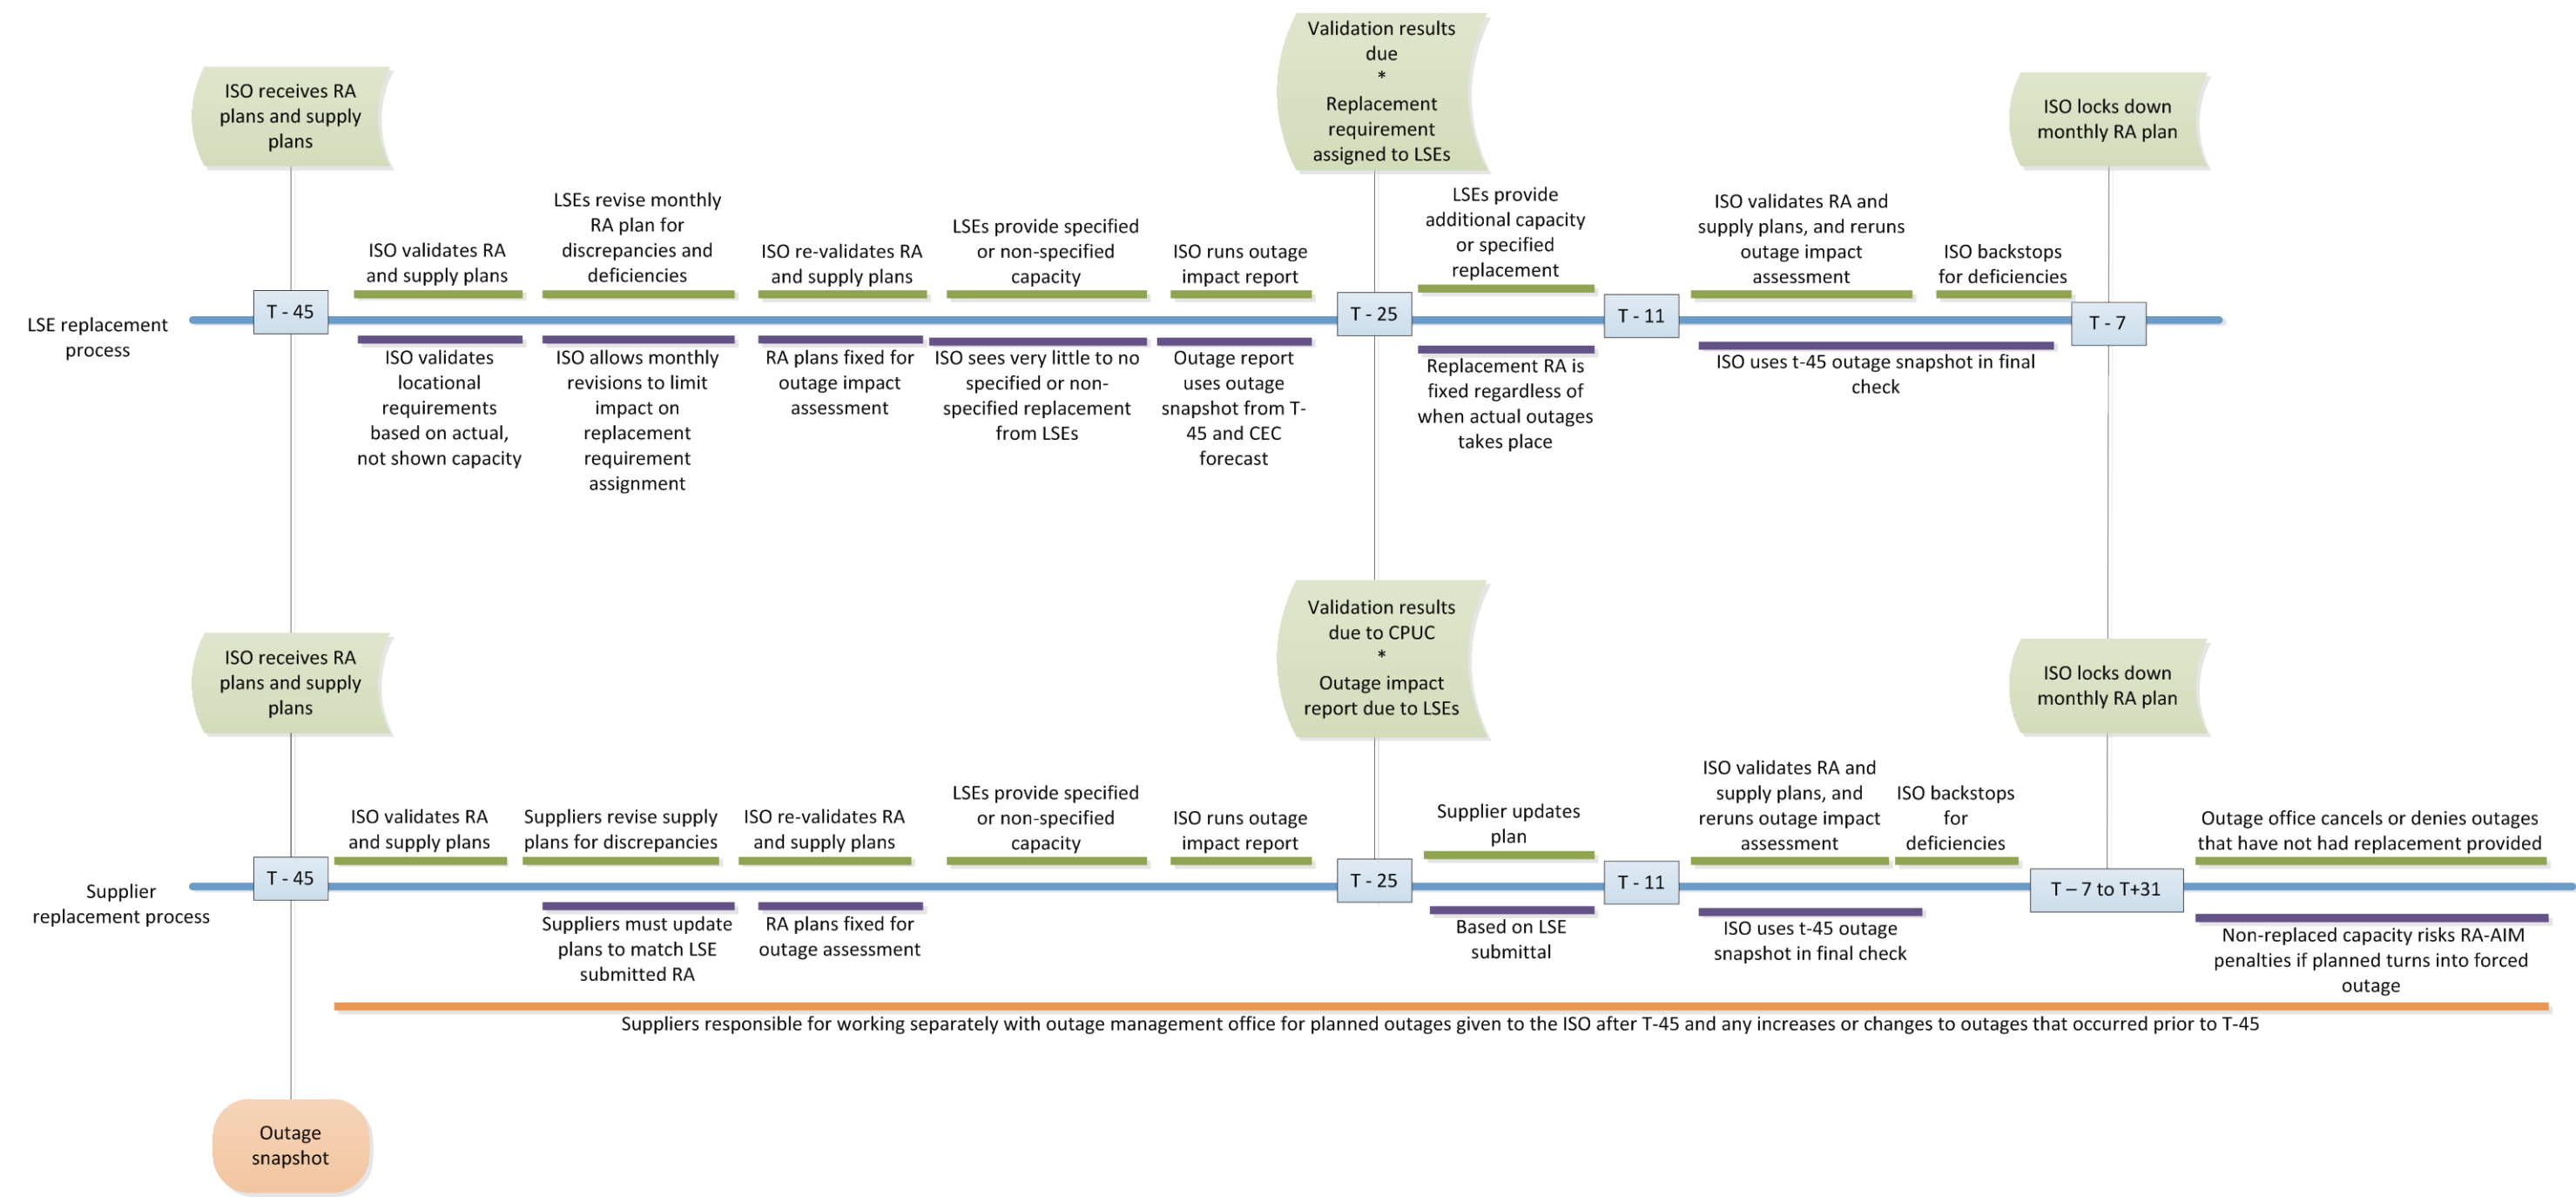 ISO receives RA
plans and supply
plans
Validation results
due
*
Replacement
requirement
assigned to LSEs
ISO locks down
monthly RA plan
ISO validates RA
and supply plans
LSEs revise monthly
RA plan for
discrepancies and
deficiencies
ISO re-validates RA
and supply plans
LSEs provide specified
or non-specified
capacity
ISO runs outage
impact report
LSEs provide
additional capacity
or specified
replacement
ISO validates RA and
supply plans, and reruns
outage impact
assessment
ISO backstops
for deficiencies
LSE replacement
process
T - 45
T - 25
T - 11
T - 7
ISO validates
locational
requirements
based on actual,
not shown capacity
ISO allows monthly
revisions to limit
impact on
replacement
requirement
assignment
RA plans fixed for
outage impact
assessment
ISO sees very little to no
specified or non-
specified replacement
from LSEs
Outage report
uses outage
snapshot from T-
45 and CEC
forecast
Replacement RA is
fixed regardless of
when actual outages
takes place
ISO uses t-45 outage snapshot in final
check
ISO receives RA
plans and supply
plans
Validation results
due to CPUC
*
Outage impact
report due to LSEs
ISO locks down
monthly RA plan
ISO validates RA
and supply plans
Suppliers revise supply
plans for discrepancies
ISO re-validates RA
and supply plans
LSEs provide specified
or non-specified
capacity
ISO runs outage
impact report
Supplier updates
plan
ISO validates RA and
supply plans, and
reruns outage impact
assessment
ISO backstops
for
deficiencies
Outage office cancels or denies outages
that have not had replacement provided
Supplier
replacement process
T - 45
T - 25
T - 11
T – 7 to T+31
Suppliers must update
plans to match LSE
submitted RA
RA plans fixed for
outage assessment
Based on LSE
submittal
ISO uses t-45 outage
snapshot in final check
Non-replaced capacity risks RA-AIM
penalties if planned turns into forced
outage
Suppliers responsible for working separately with outage management office for planned outages given to the ISO after T-45 and any increases or changes to outages that occurred prior to T-45
Outage
snapshot